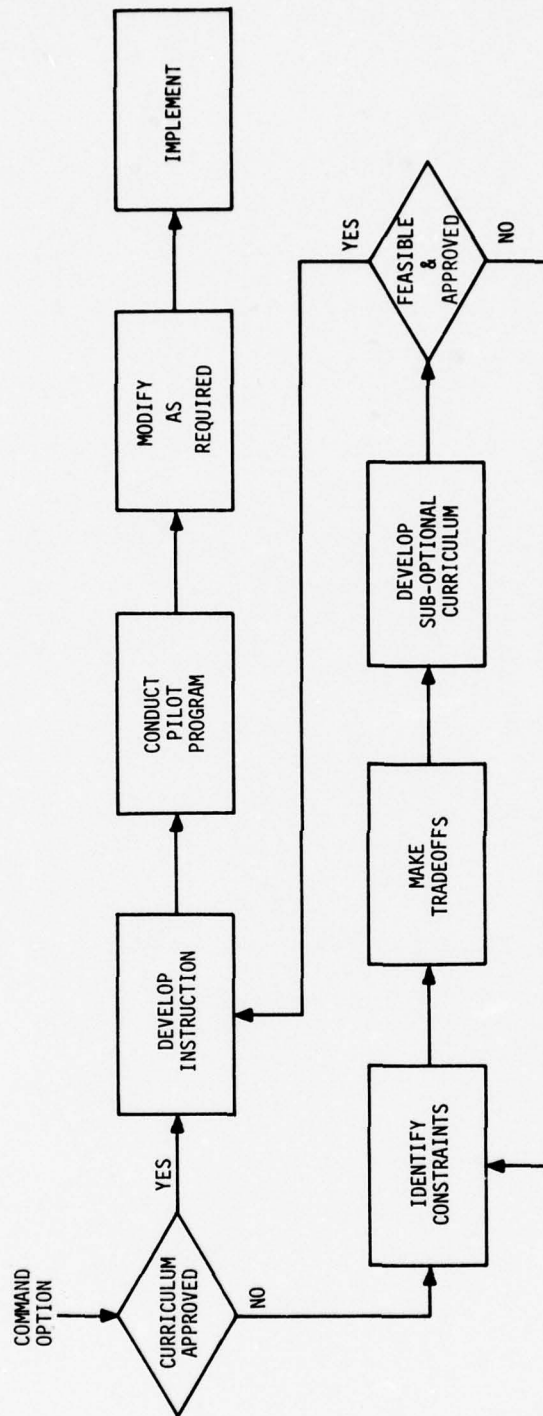 COMMAND
OPTION
CURRICULUM
APPROVED
YES
NO
DEVELOP
INSTRUCTION
CONDUCT
PILOT
PROGRAM
MODIFY
AS
REQUIRED
IMPLEMENT
IDENTIFY
CONSTRAINTS
MAKE
TRADEOFFS
DEVELOP
SUB-OPTIONAL
CURRICULUM
FEASIBLE
&
APPROVED
YES
NO